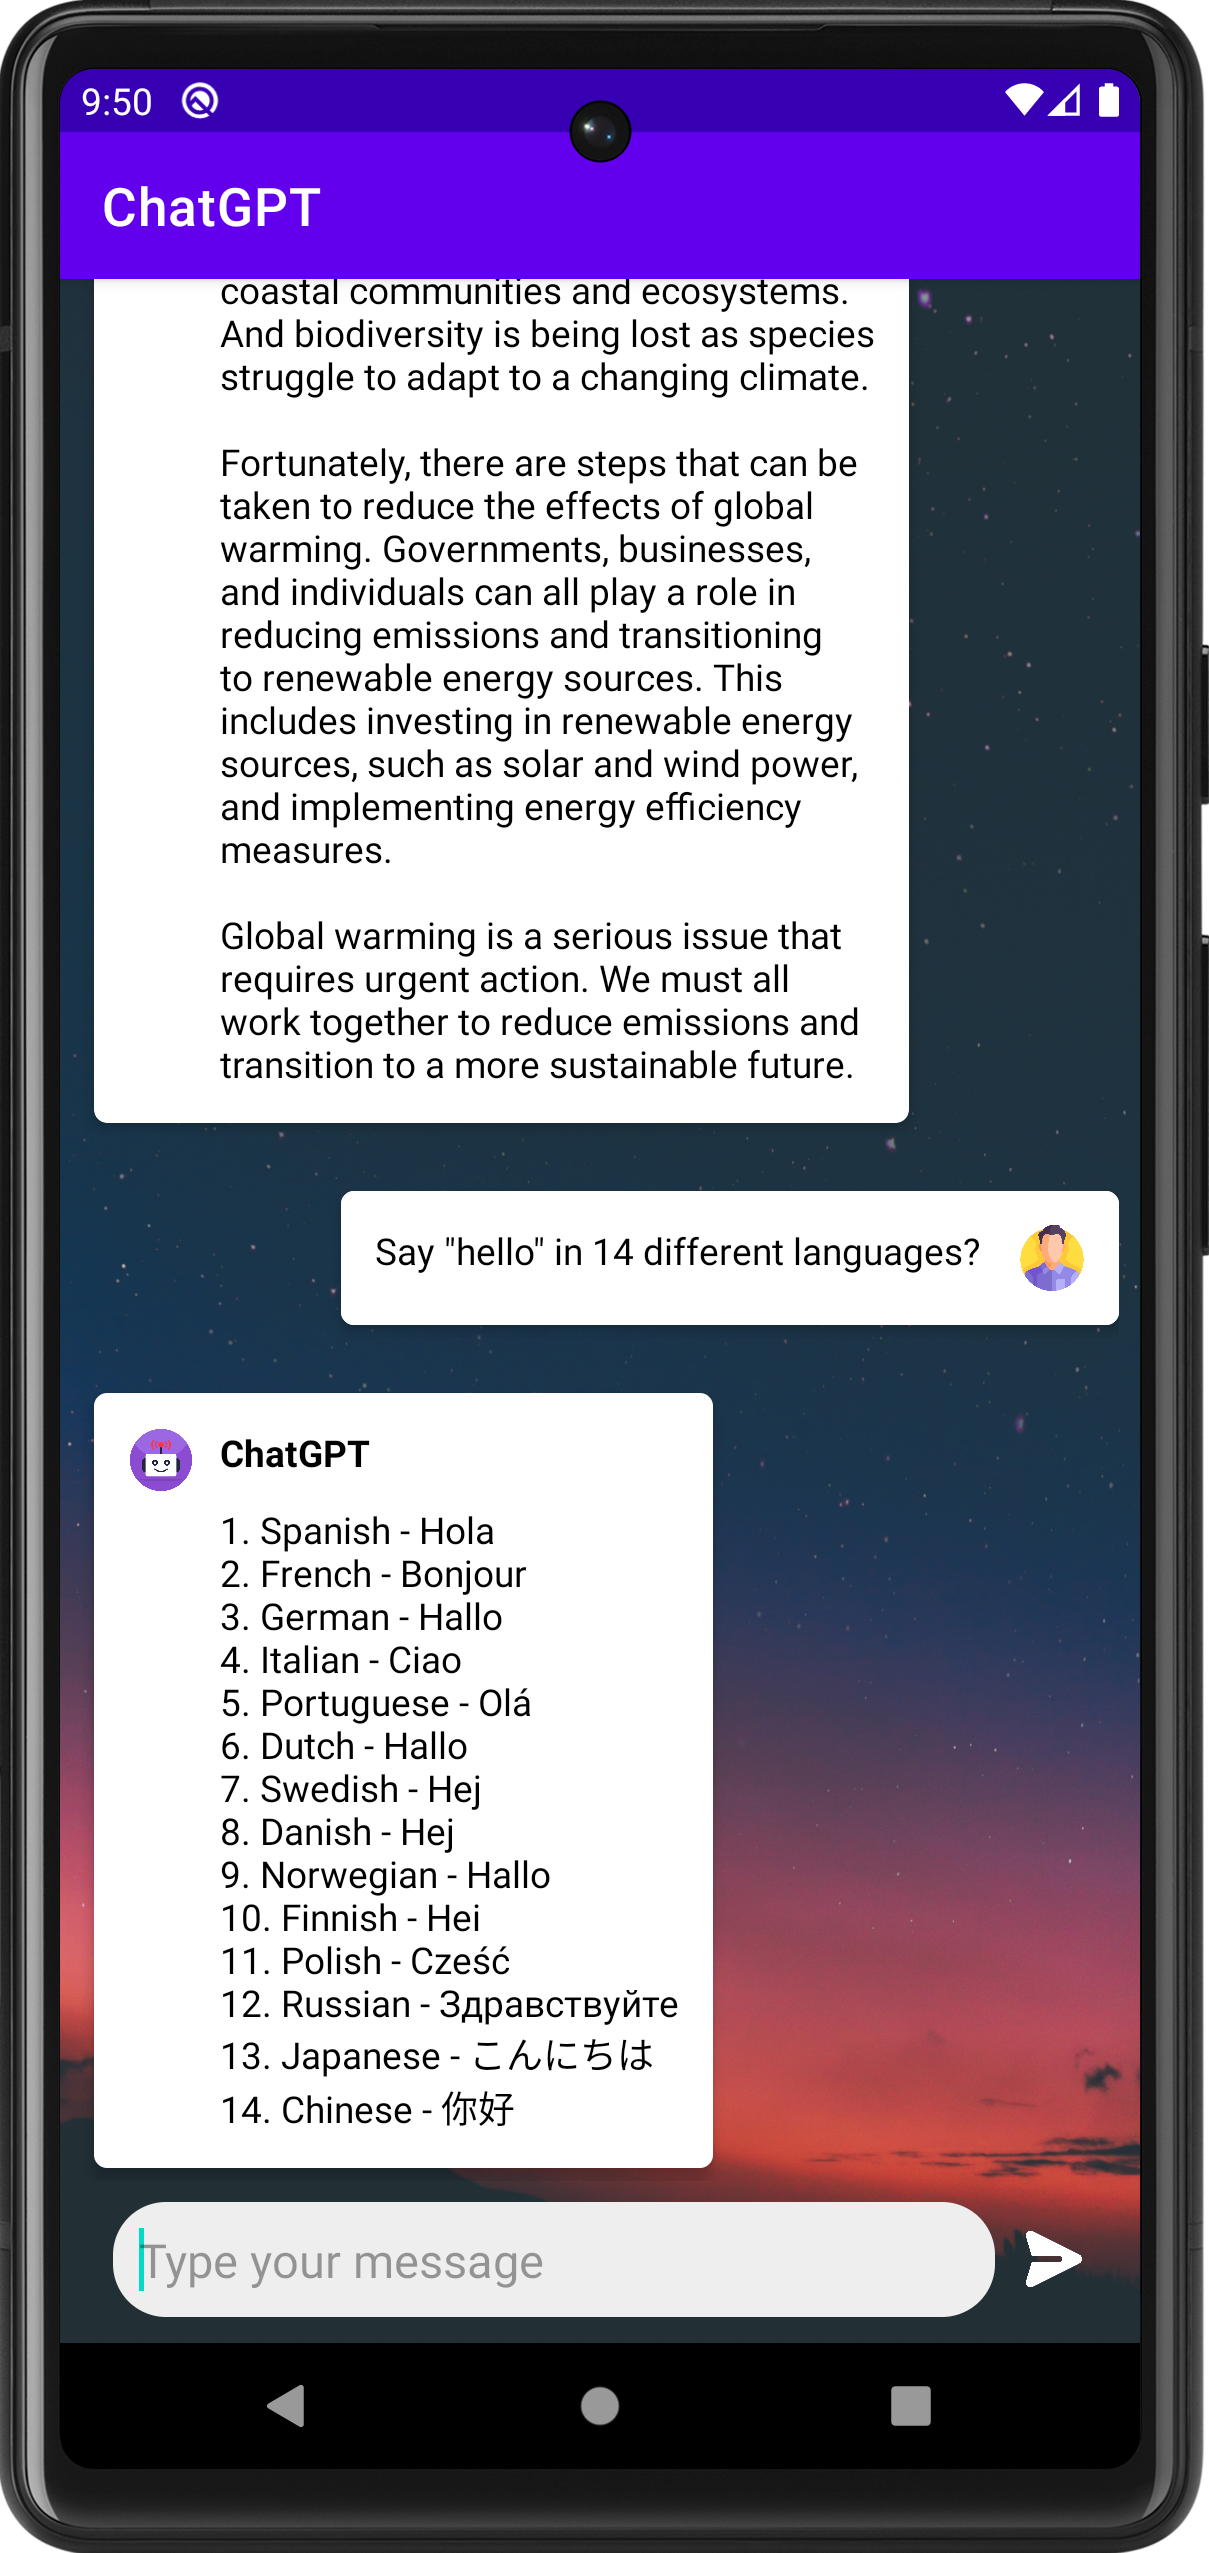 9:50
ChatGPT
coastal communities and ecosystems.
And biodiversity is being lost as species
struggle to adapt to a changing climate.
Fortunately, there are steps that can be
taken to reduce the effects of global
warming. Governments, businesses,
and individuals can all play a role in
reducing emissions and transitioning
to renewable energy sources. This
includes investing in renewable energy
sources, such as solar and wind power,
and implementing energy efficiency
measures.
Global warming is a serious issue that
requires urgent action. We must all
work together to reduce emissions and
transition to a more sustainable future.
Say "hello" in 14 different languages?
ChatGPT
1. Spanish - Hola
2. French - Bonjour
3. German - Hallo
4. Italian - Ciao
5. Portuguese - Olá
6. Dutch - Hallo
7. Swedish - Hej
8. Danish - Hej
9. Norwegian - Hallo
10. Finnish - Hei
11. Polish - Cześć
12. Russian - Здравствуйте
13. Japanese - こんにちは
14. Chinese - 你好
Type your message